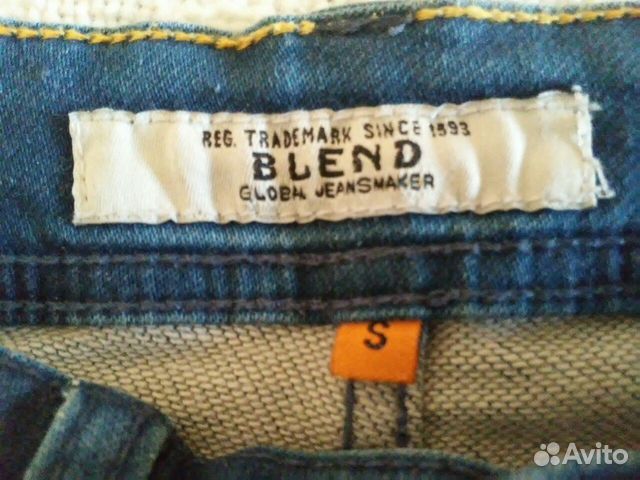 REG. TRADEMARK SINCE 1993
BLEND
GLOBAL JEANSMAKER
S
Avito